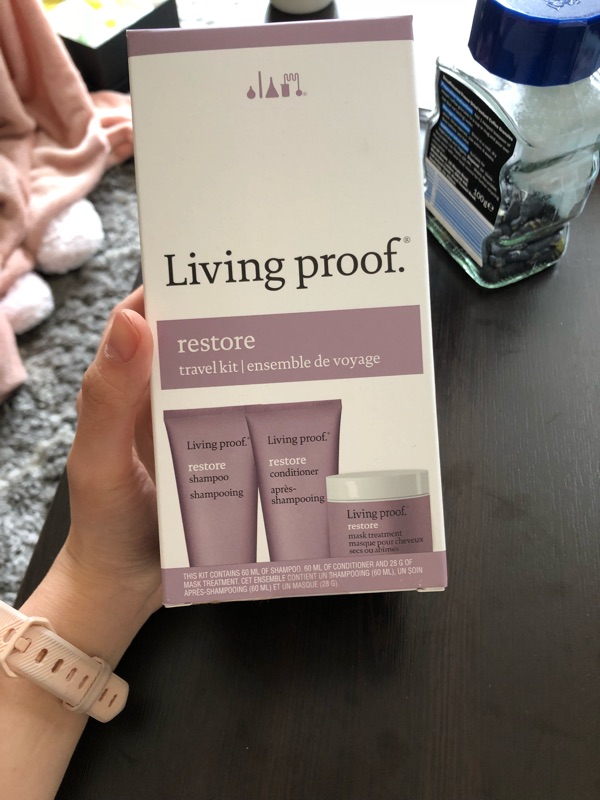 Living proof.®
restore
travel kit | ensemble de voyage
Living proof.
restore
shampoo
shampooing
Living proof.
restore
conditioner
après-
shampooing
Living proof.
restore
mask treatment
masque pour cheveux
secs ou abîmés
THIS KIT CONTAINS 60 ML OF SHAMPOO, 60 ML OF CONDITIONER AND 28 G OF
MASK TREATMENT. CET ENSEMBLE CONTIENT UN SHAMPOOING (60 ML), UN SOIN
APRÈS-SHAMPOOING (60 ML) ET UN MASQUE (28 G)
100g e